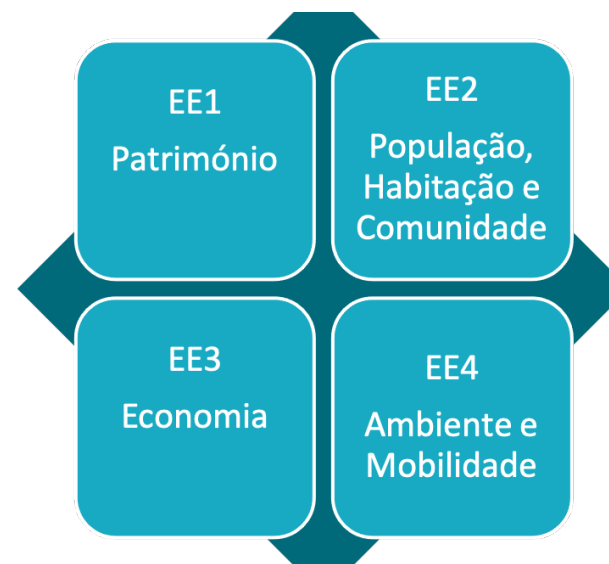 EE1
Património
EE2
População,
Habitação e
Comunidade
EE3
Economia
EE4
Ambiente e
Mobilidade